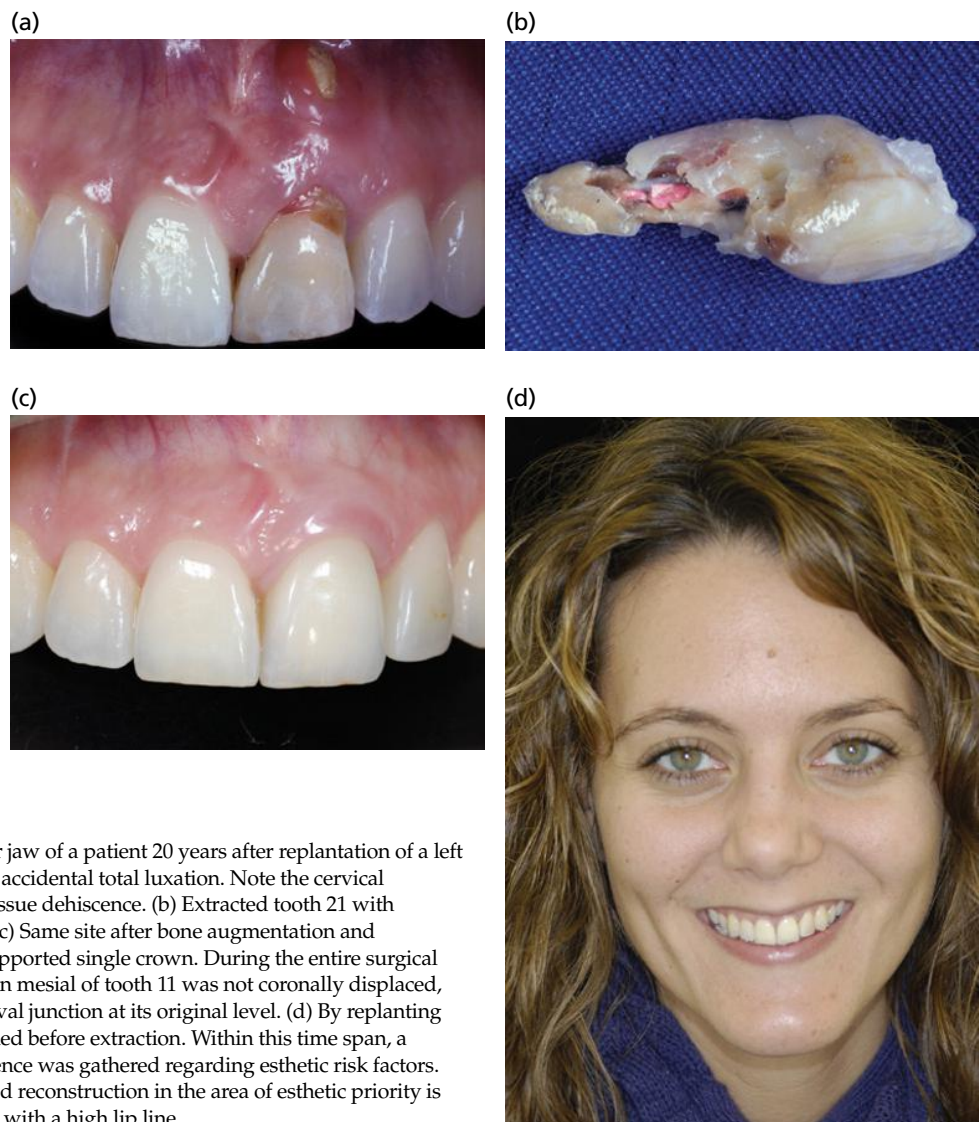 (a)
(b)
(c)
(d)
r jaw of a patient 20 years after replantation of a left
accidental total luxation. Note the cervical
issue dehiscence. (b) Extracted tooth 21 with
(c) Same site after bone augmentation and
pported single crown. During the entire surgical
n mesial of tooth 11 was not coronally displaced,
val junction at its original level. (d) By replanting
ed before extraction. Within this time span, a
ence was gathered regarding esthetic risk factors.
d reconstruction in the area of esthetic priority is
with a high lip line.